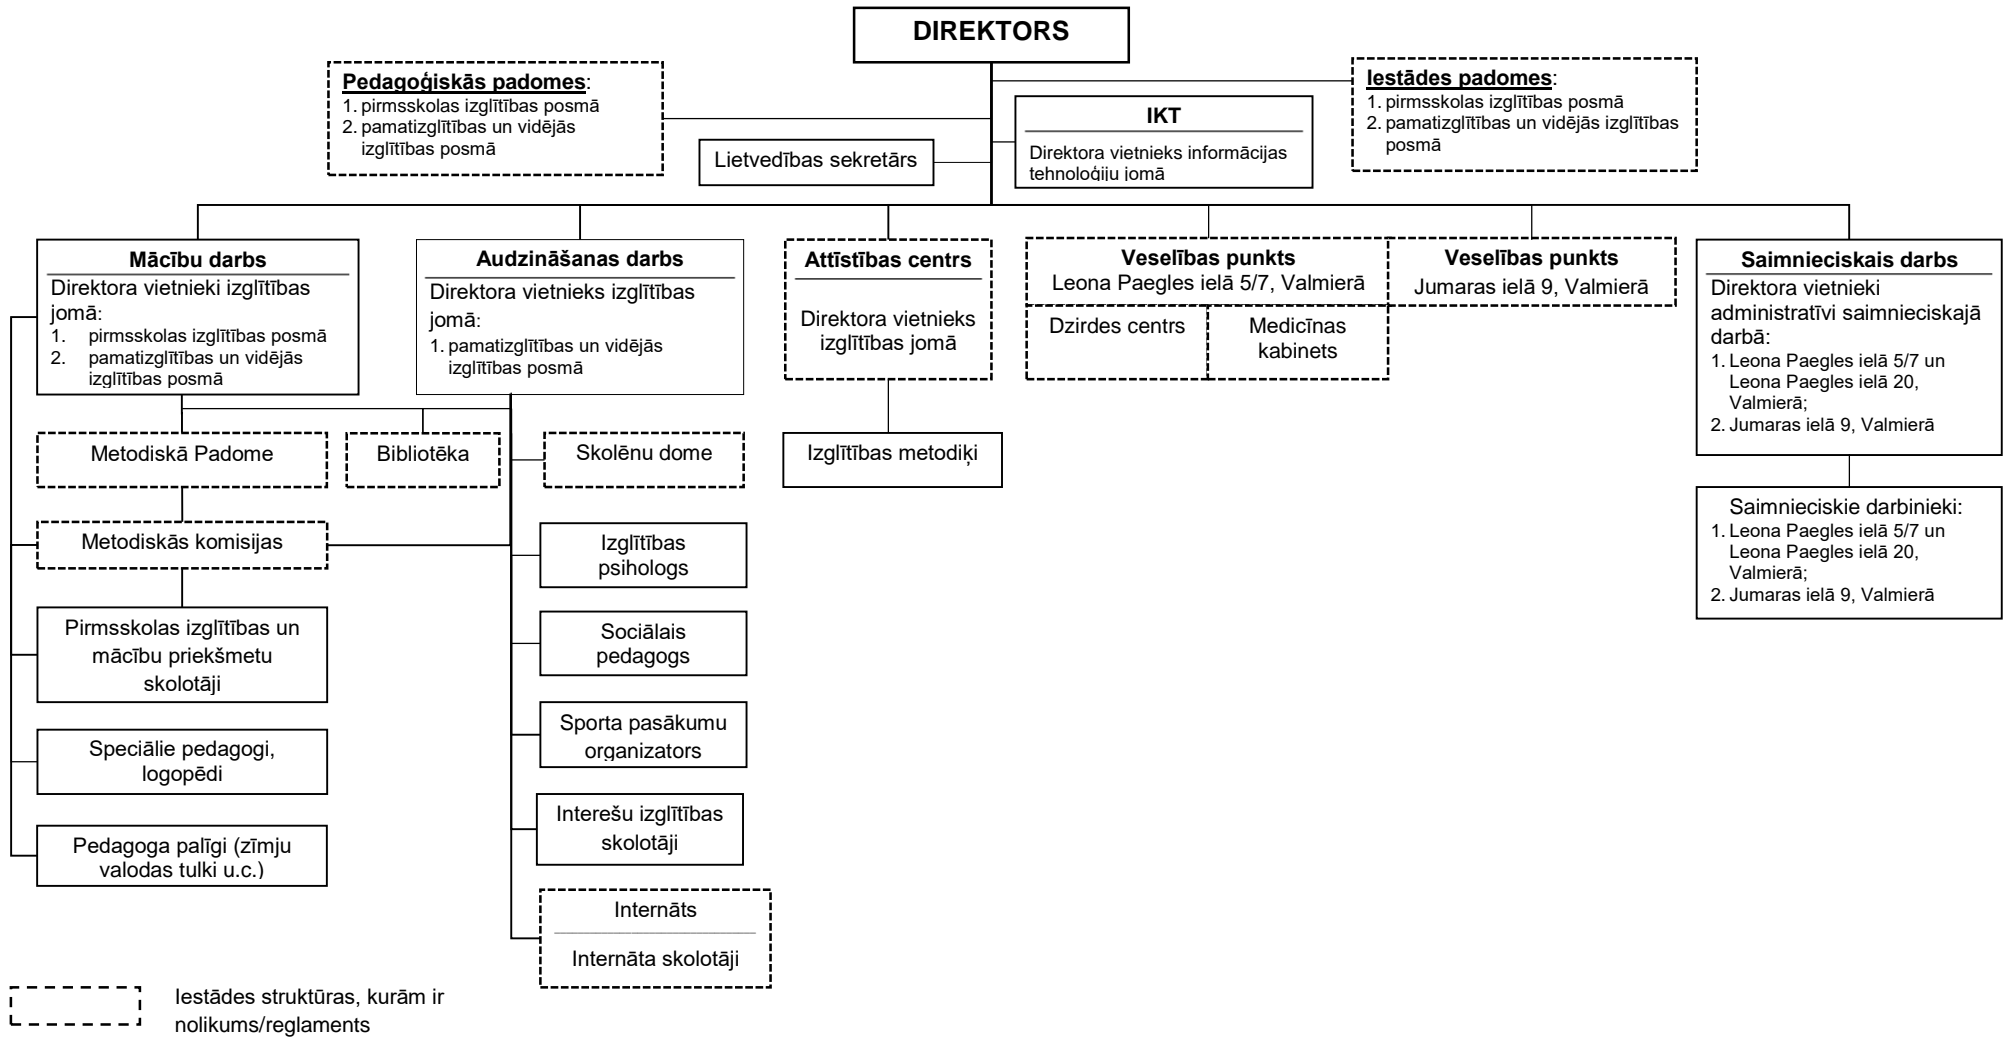 DIREKTORS
Pedagoģiskās padomes:
1. pirmsskolas izglītības posmā
2. pamatizglītības un vidējās
izglītības posmā
Iestādes padomes:
1. pirmsskolas izglītības posmā
2. pamatizglītības un vidējās izglītības
posmā
IKT
Direktora vietnieks informācijas
tehnoloģiju jomā
Lietvedības sekretārs
Mācību darbs
Direktora vietnieki izglītības
jomā:
1. pirmsskolas izglītības posmā
2. pamatizglītības un vidējās
izglītības posmā
Audzināšanas darbs
Direktora vietnieks izglītības
jomā:
1. pamatizglītības un vidējās
izglītības posmā
Attīstības centrs
Direktora vietnieks
izglītības jomā
Veselības punkts
Leona Paegles ielā 5/7, Valmierā
Dzirdes centrs
Medicīnas
kabinets
Veselības punkts
Jumaras ielā 9, Valmierā
Saimnieciskais darbs
Direktora vietnieki
administratīvi saimnieciskajā
darbā:
1. Leona Paegles ielā 5/7 un
Leona Paegles ielā 20,
Valmierā;
2. Jumaras ielā 9, Valmierā
Metodiskā Padome
Bibliotēka
Skolēnu dome
Izglītības metodiķi
Saimnieciskie darbinieki:
1. Leona Paegles ielā 5/7 un
Leona Paegles ielā 20,
Valmierā;
2. Jumaras ielā 9, Valmierā
Metodiskās komisijas
Izglītības
psihologs
Pirmsskolas izglītības un
mācību priekšmetu
skolotāji
Sociālais
pedagogs
Speciālie pedagogi,
logopēdi
Sporta pasākumu
organizators
Pedagoga palīgi (zīmju
valodas tulki u.c.)
Interešu izglītības
skolotāji
Internāts
Internāta skolotāji
Iestādes struktūras, kurām ir
nolikums/reglaments